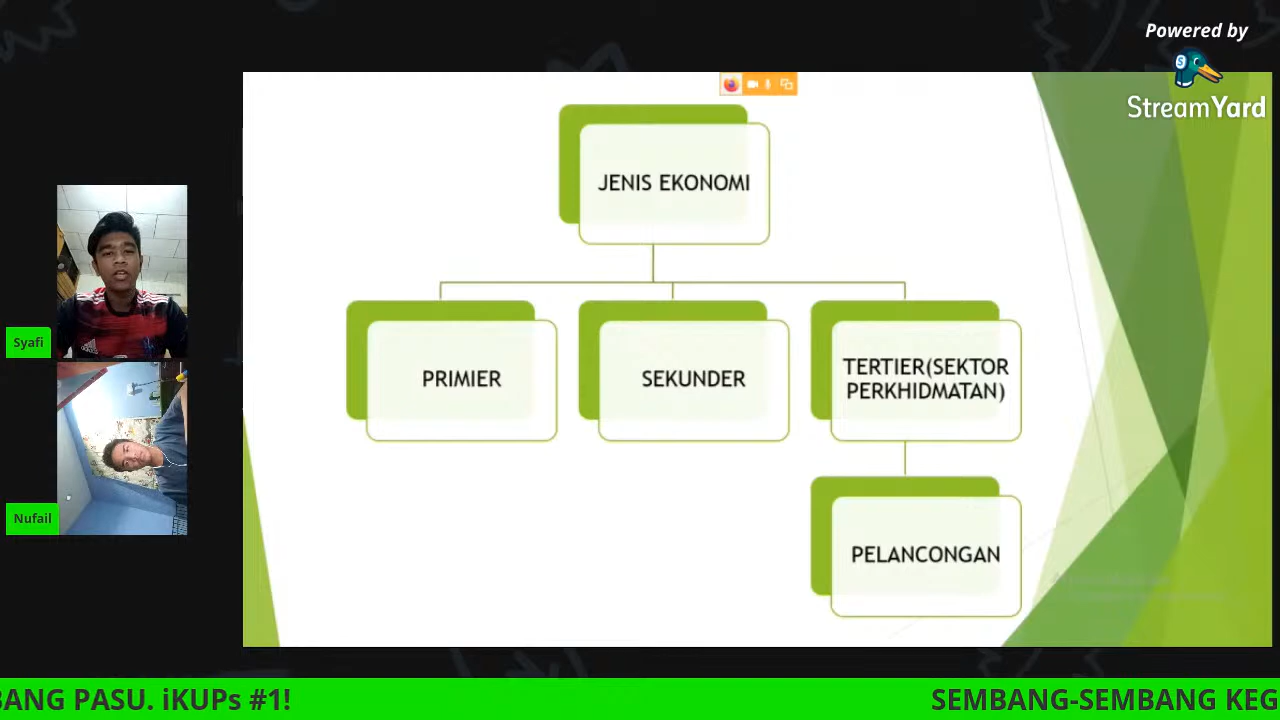 Powered by
StreamYard
JENIS EKONOMI
PRIMIER
SEKUNDER
TERTIER(SEKTOR
PERKHIDMATAN)
PELANCONGAN
Syafi
Nufail
BANG PASU. iKUPs #1!
SEMBANG-SEMBANG KEG